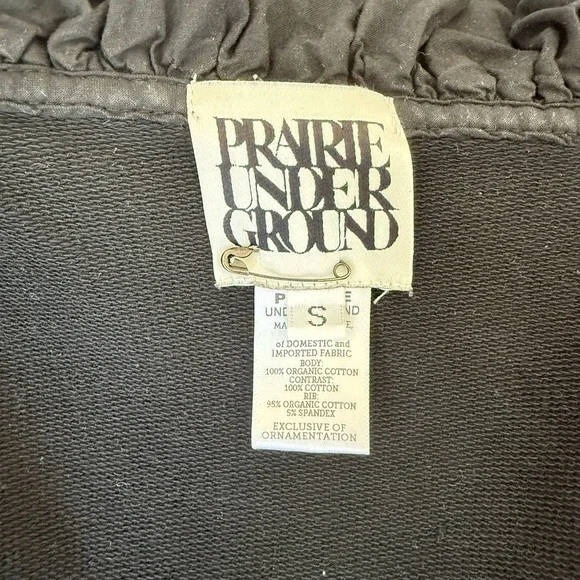 PRAIRIE
UNDER
GROUND
S
of DOMESTIC and
IMPORTED FABRIC
BODY:
100% ORGANIC COTTON
CONTRAST:
100% COTTON
RIB:
95% ORGANIC COTTON
5% SPANDEX
EXCLUSIVE OF
ORNAMENTATION